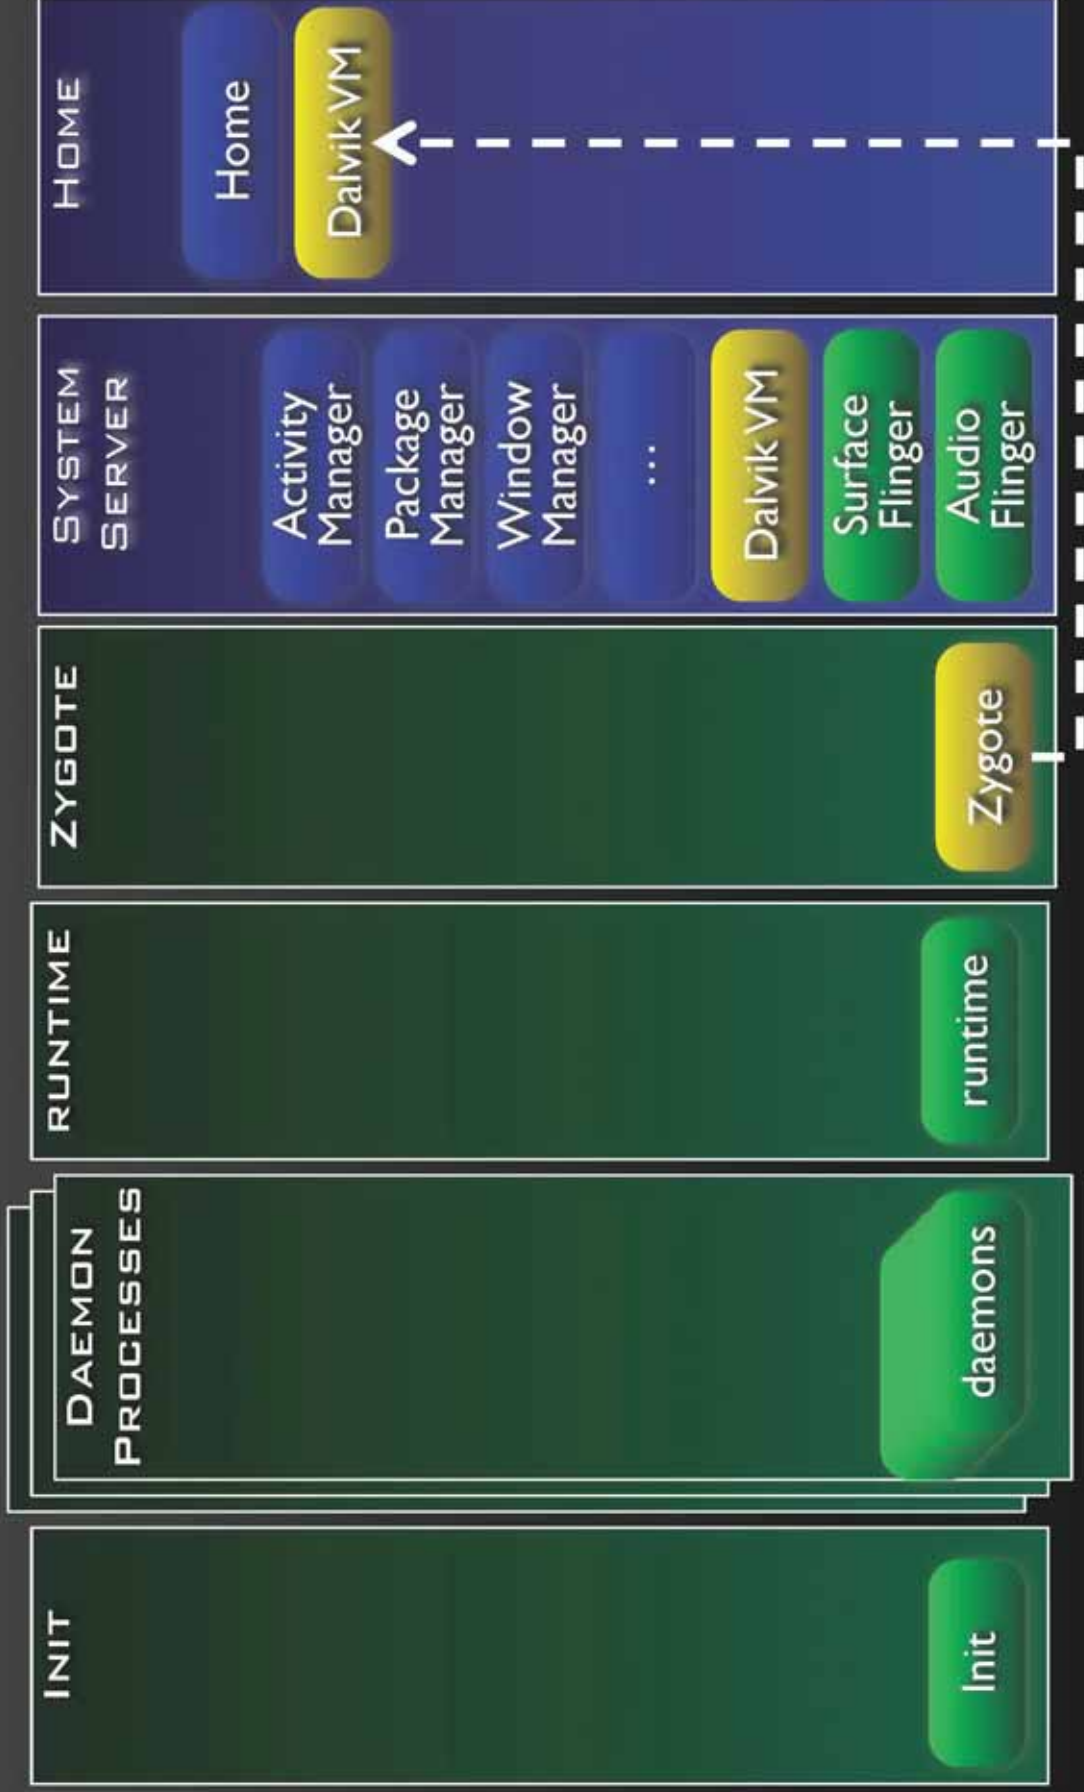 INIT
Init
DAEMON
PROCESSES
daemons
RUNTIME
runtime
ZYGOTE
Zygote
SYSTEM
SERVER
Activity
Manager
Package
Manager
Window
Manager
...
Dalvik VM
Surface
Flinger
Audio
Flinger
HOME
Home
Dalvik VM